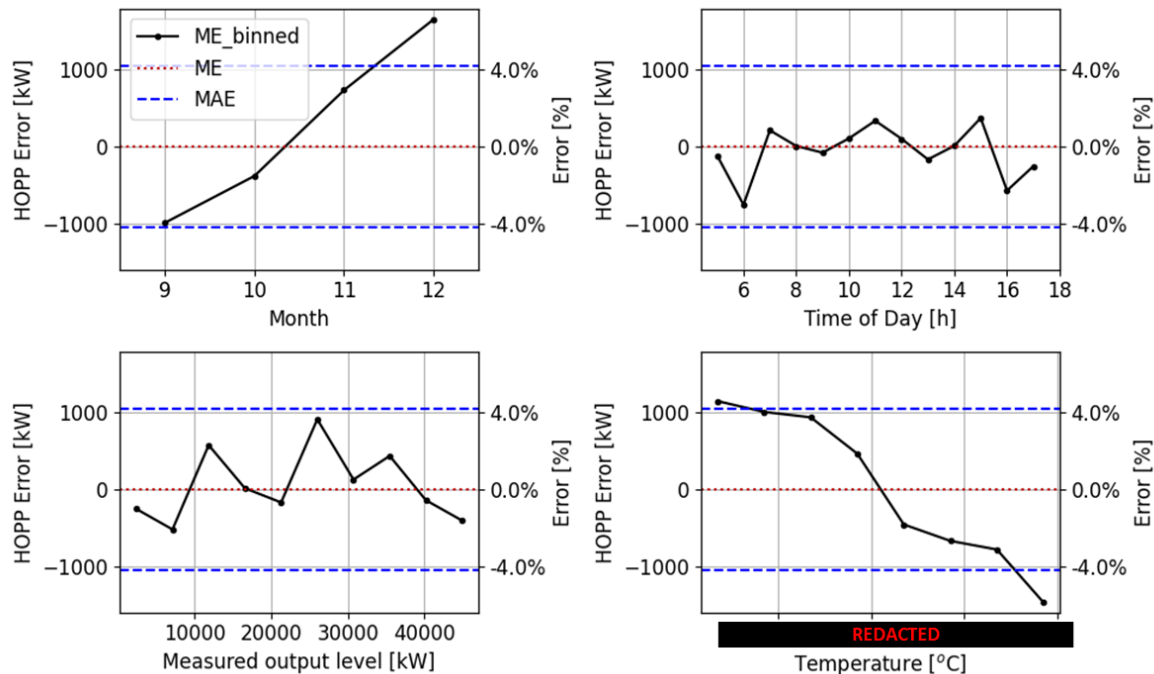 ME_binned
ME
MAE
HOPP Error [kW]
1000
0
−1000
4.0%
0.0%
-4.0%
Error [%]
9 10 11 12
Month
HOPP Error [kW]
1000
0
−1000
4.0%
0.0%
-4.0%
Error [%]
6 8 10 12 14 16 18
Time of Day [h]
HOPP Error [kW]
1000
0
−1000
4.0%
0.0%
-4.0%
Error [%]
10000 20000 30000 40000
Measured output level [kW]
HOPP Error [kW]
1000
0
−1000
4.0%
0.0%
-4.0%
Error [%]
REDACTED
Temperature [°C]